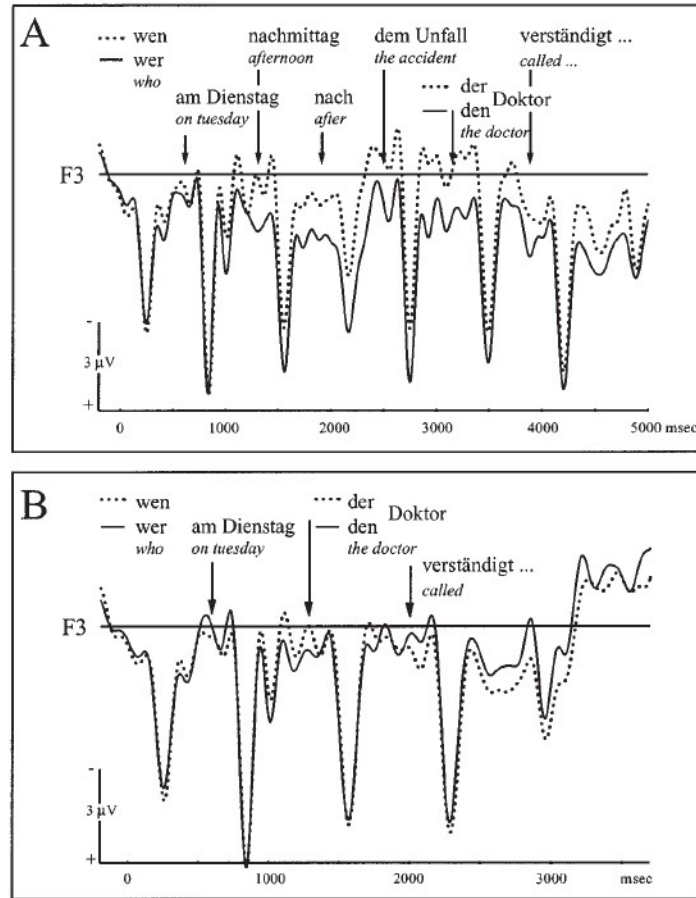 A
wen
wer
who
am Dienstag
on tuesday
nachmittag
afternoon
nach
after
dem Unfall
the accident
der
den
Doktor
the doctor
verständigt ...
called ...
F3
-
3 µV
+
0 1000 2000 3000 4000 5000 msec
B
wen
wer
who
am Dienstag
on tuesday
der
den
Doktor
the doctor
verständigt ...
called
F3
-
3 µV
+
0 1000 2000 3000 msec